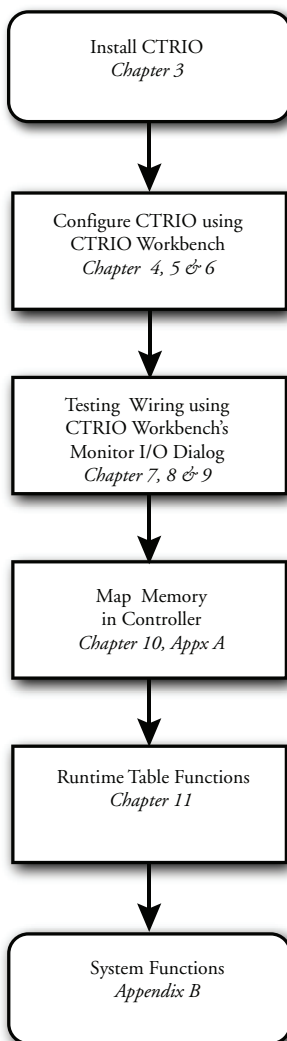 Install CTRIO
Chapter 3
Configure CTRIO using
CTRIO Workbench
Chapter 4, 5 & 6
Testing Wiring using
CTRIO Workbench's
Monitor I/O Dialog
Chapter 7, 8 & 9
Map Memory
in Controller
Chapter 10, Appx A
Runtime Table Functions
Chapter 11
System Functions
Appendix B